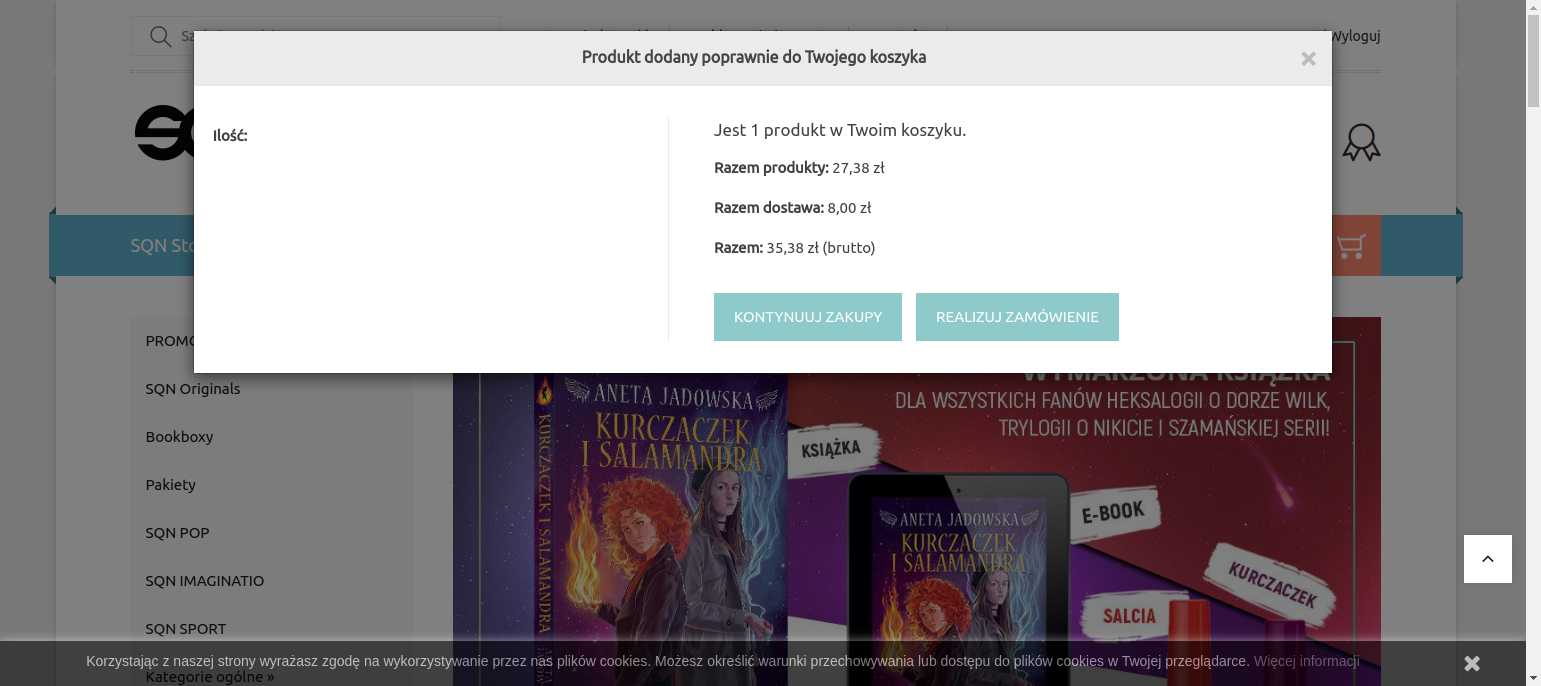 Wyloguj
Produkt dodany poprawnie do Twojego koszyka
Ilość:
Jest 1 produkt w Twoim koszyku.
Razem produkty: 27,38 zł
Razem dostawa: 8,00 zł
Razem: 35,38 zł (brutto)
KONTYNUUJ ZAKUPY
REALIZUJ ZAMÓWIENIE
SQN
PROMO
SQN Originals
Bookboxy
Pakiety
SQN POP
SQN IMAGINATIO
SQN SPORT
Kategorie ogólne »
WYMARZONA KSIĄŻKA
DLA WSZYSTKICH FANÓW HEKSALOGII O DORZE WILK,
TRYLOGII O NIKICIE I SZAMAŃSKIEJ SERII!
KURCZACZEK I SALAMANDRA
ANETA JADOWSKA
KURCZACZEK
I SALAMANDRA
KSIĄŻKA
E-BOOK
ANETA JADOWSKA
KURCZACZEK
I SALAMANDRA
KURCZACZEK
SALCIA
Korzystając z naszej strony wyrażasz zgodę na wykorzystywanie przez nas plików cookies. Możesz określić warunki przechowywania lub dostępu do plików cookies w Twojej przeglądarce. Więcej informacji